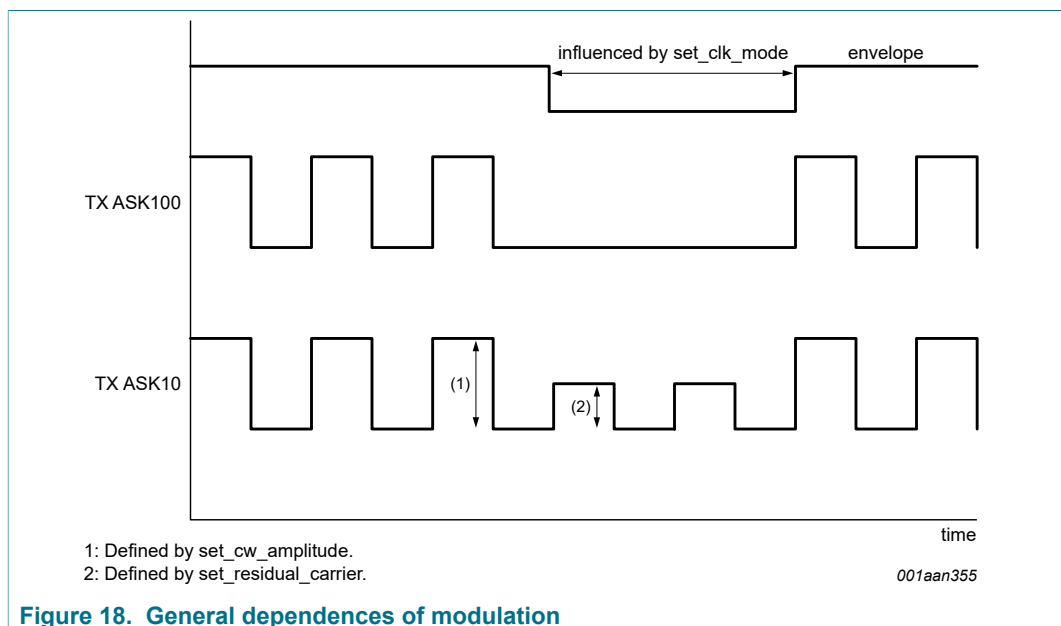 influenced by set_clk_mode
envelope
TX ASK100
TX ASK10
(1)
(2)
time
1: Defined by set_cw_amplitude.
2: Defined by set_residual_carrier.
001aan355
Figure 18. General dependences of modulation